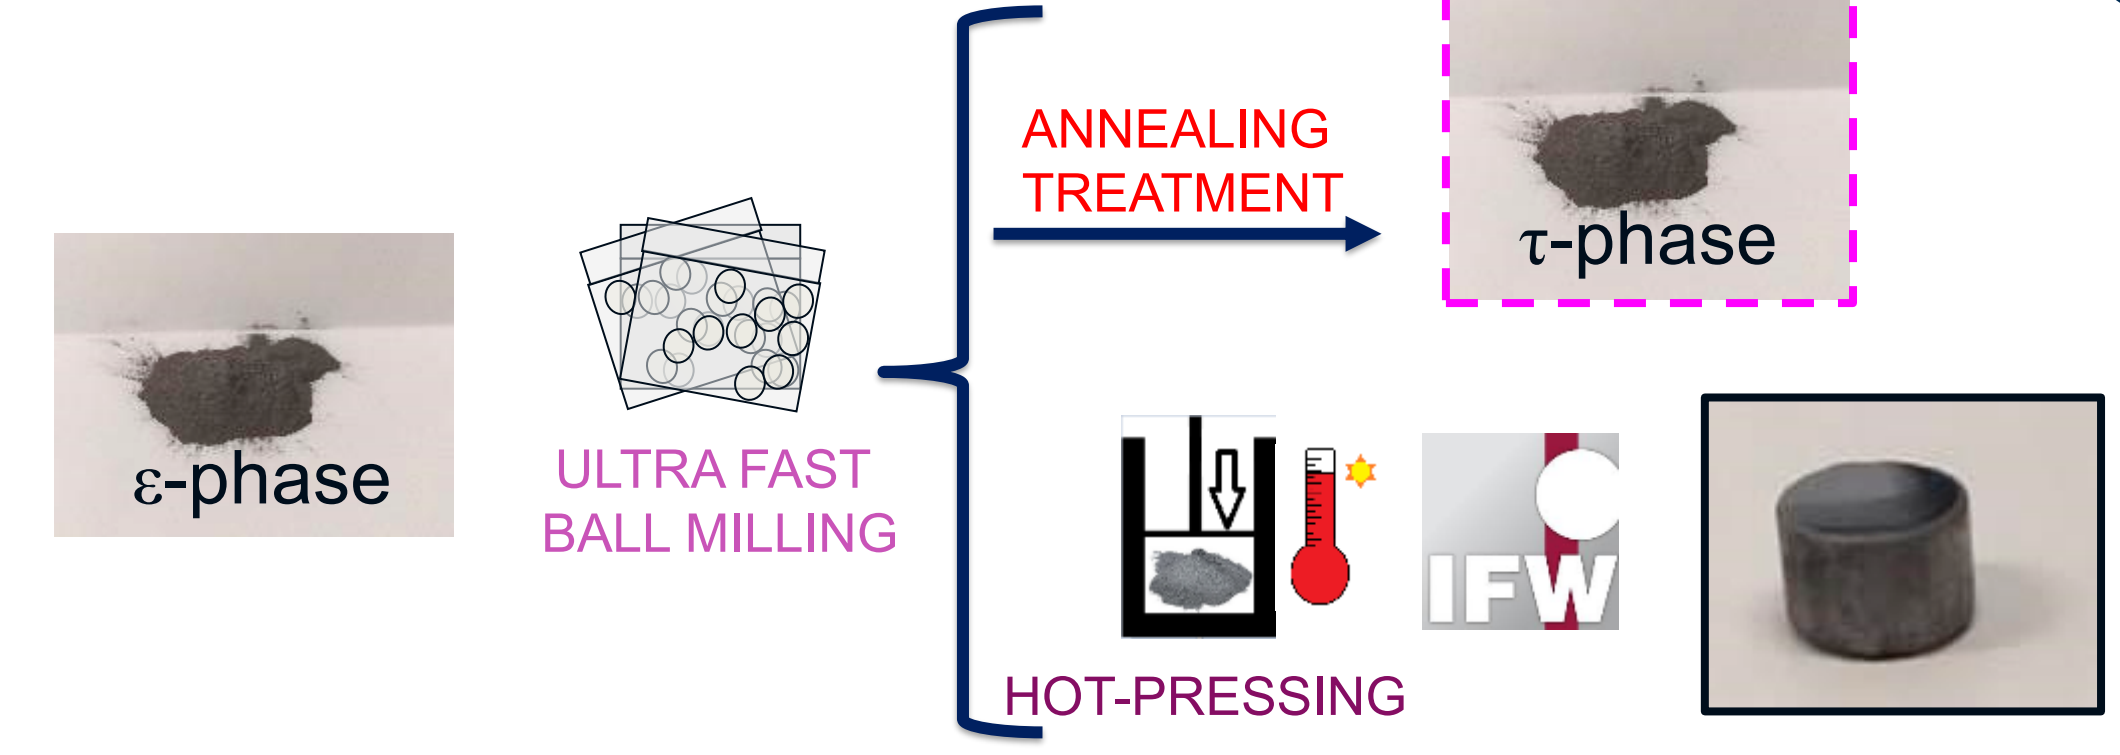 ε-phase
ULTRA FAST
BALL MILLING
ANNEALING
TREATMENT
τ-phase
IFW
HOT-PRESSING